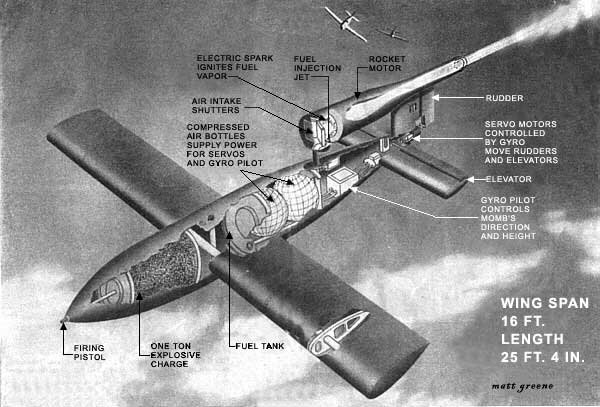 ELECTRIC SPARK
IGNITES FUEL
VAPOR
FUEL
INJECTION
JET
ROCKET
MOTOR
AIR INTAKE
SHUTTERS
RUDDER
COMPRESSED
AIR BOTTLES
SUPPLY POWER
FOR SERVOS
AND GYRO PILOT
SERVO MOTORS
CONTROLLED
BY GYRO
MOVE RUDDERS
AND ELEVATORS
ELEVATOR
GYRO PILOT
CONTROLS
MOMB'S
DIRECTION
AND HEIGHT
WING SPAN
16 FT.
LENGTH
25 FT. 4 IN.
FIRING
PISTOL
ONE TON
EXPLOSIVE
CHARGE
FUEL TANK
matt greene